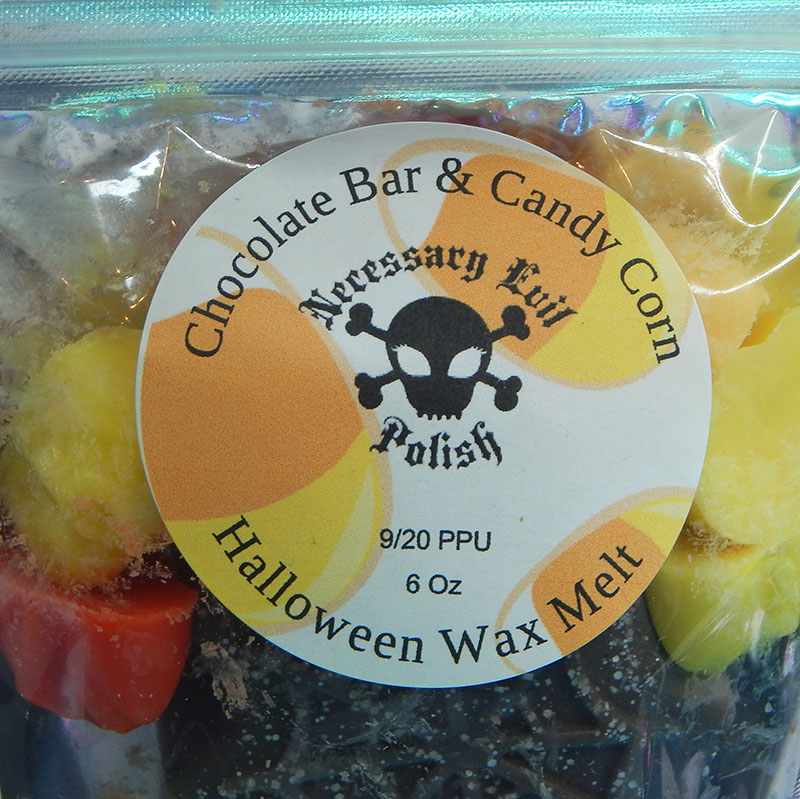 Chocolate Bar & Candy Corn
Necessary Evil
Polish
9/20 PPU
6 Oz
Halloween Wax Melt